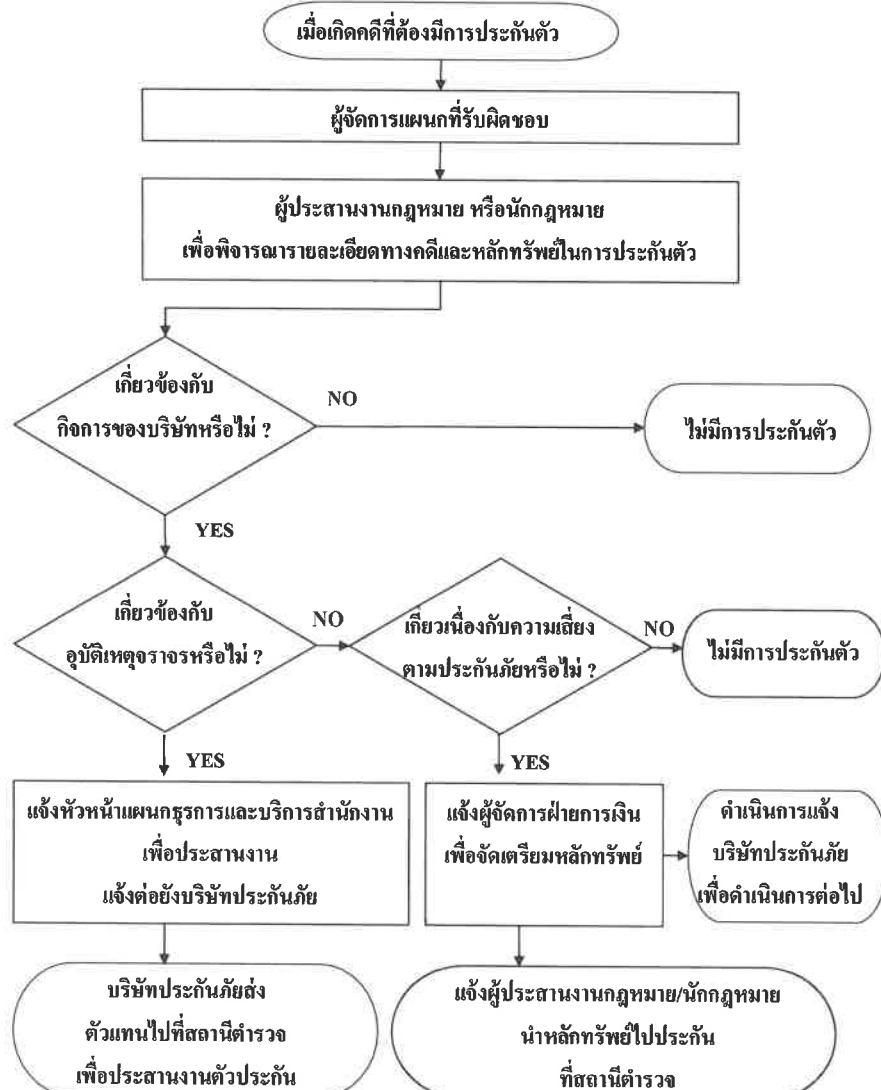 เมื่อเกิดคดีที่ต้องมีการประกันตัว
ผู้จัดการแผนกที่รับผิดชอบ
ผู้ประสานงานกฎหมาย หรือนักกฎหมาย
เพื่อพิจารณารายละเอียดทางคดีและหลักทรัพย์ในการประกันตัว
เกี่ยวข้องกับ
กิจการของบริษัทหรือไม่ ?
NO
ไม่มีการประกันตัว
YES
เกี่ยวข้องกับ
อุบัติเหตุจราจรหรือไม่ ?
NO
เกี่ยวเนื่องกับความเสี่ยง
ตามประกันภัยหรือไม่ ?
NO
ไม่มีการประกันตัว
YES
YES
แจ้งหัวหน้าแผนกธุรการและบริการสำนักงาน
เพื่อประสานงาน
แจ้งต่อยังบริษัทประกันภัย
แจ้งผู้จัดการฝ่ายการเงิน
เพื่อจัดเตรียมหลักทรัพย์
ดำเนินการแจ้ง
บริษัทประกันภัย
เพื่อดำเนินการต่อไป
บริษัทประกันภัยส่ง
ตัวแทนไปที่สถานีตำรวจ
เพื่อประสานงานตัวประกัน
แจ้งผู้ประสานงานกฎหมาย/นักกฎหมาย
นำหลักทรัพย์ไปประกัน
ที่สถานีตำรวจ